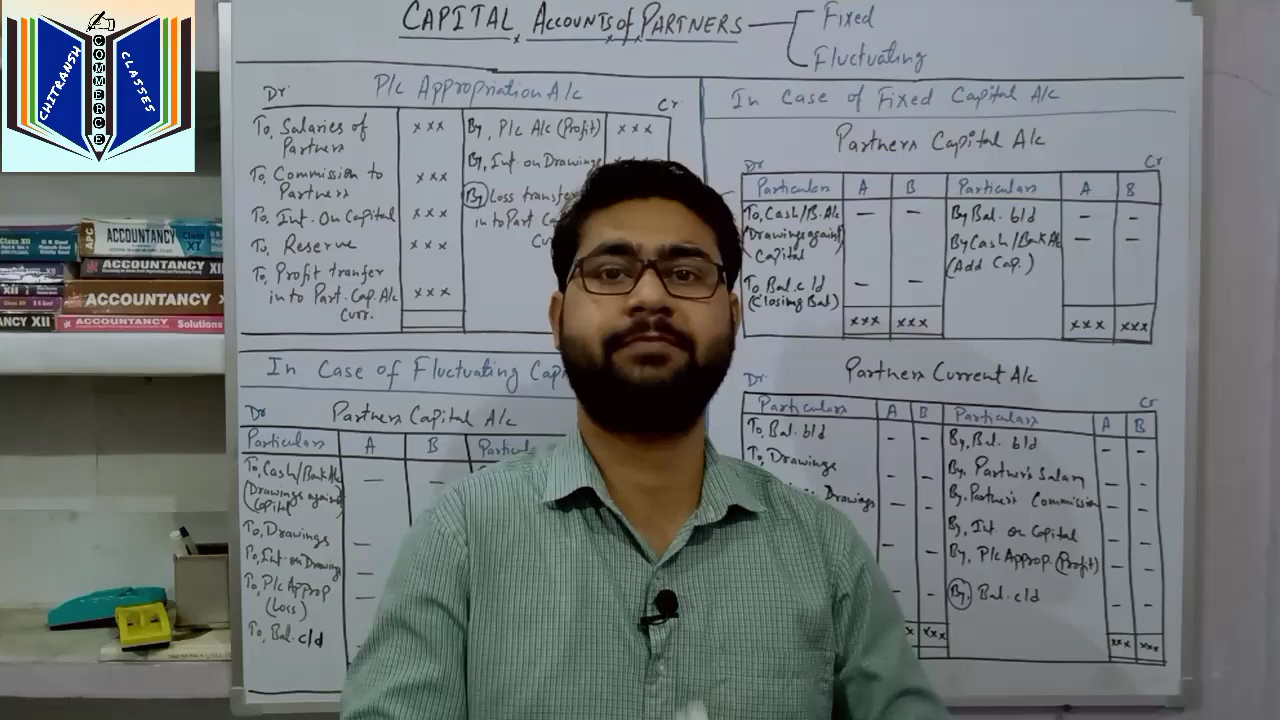 CHITRANSH
COMMERCE
CLASSES
CAPITAL Accounts of PARTNERS
Fixed
Fluctuating
P/c Appropriation A/c
Dr
Cr
To, Salaries of
Partners
x x x
To, Commission to
Partners
x x x
To, Int. On Capital
x x x
To, Reserve
x x x
To, Profit tranfer
into Part. Cap. A/c
Curr.
x x x
By, P/c A/c (Profit)
x x x
By, Int on Drawings
By, Loss transfer
into Part Ca
Cur
In Case of Fixed Capital A/c
Partners Capital A/c
Dr
Cr
Particulars A B Particulars A B
To, Cash/B. A/c
(Drawings against
Capital
To Bal. c/d
(Closing Bal)
xxx xxx
By Bal. b/d
By Cash/Bank A/c
(Add Cap.)
xxx xxx
In Case of Fluctuating Cap
Partners Capital A/c
Dr
Particulars A B Particul
To, Cash/Bank A/c
(Drawings against
Capital
To, Drawings
To, Int. on Drawings
To, P/c Approp
(Loss)
To, Bal. c/d
Partners Current A/c
Dr
Cr
Particulars A B Particulars A B
To, Bal. b/d
To, Drawings
Drawings
x xxx
By, Bal. b/d
By, Partner's Salary
By, Partner's Commission
By, Int on Capital
By, P/c Approp. (Profit)
By, Bal. c/d
xxx xxx
Class XII
APC
ACCOUNTANCY
Class
XI
ACCOUNTANCY
ACCOUNTANCY
ANCY XII
ACCOUNTANCY
Solutions